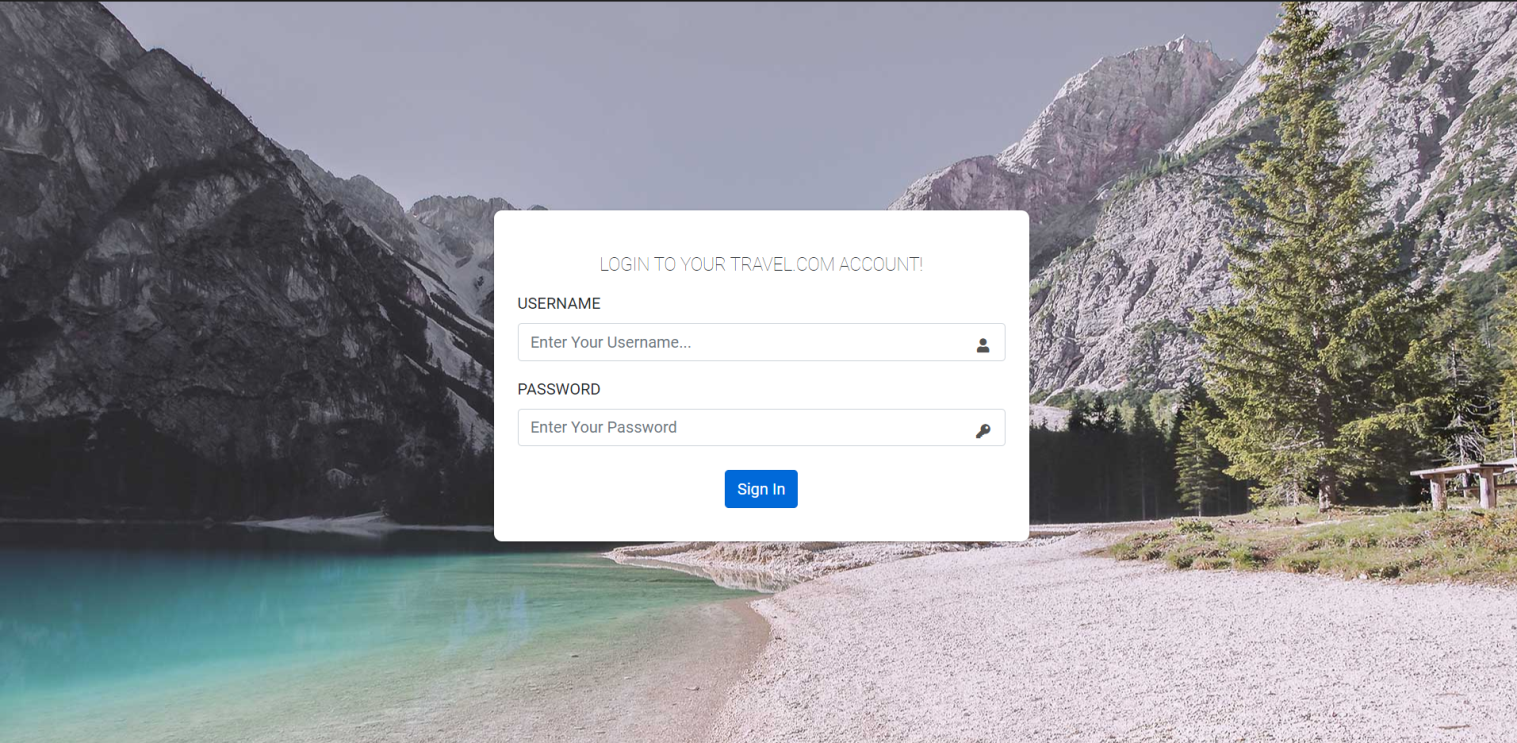 LOGIN TO YOUR TRAVEL.COM ACCOUNT!
USERNAME
Enter Your Username...
PASSWORD
Enter Your Password
Sign In